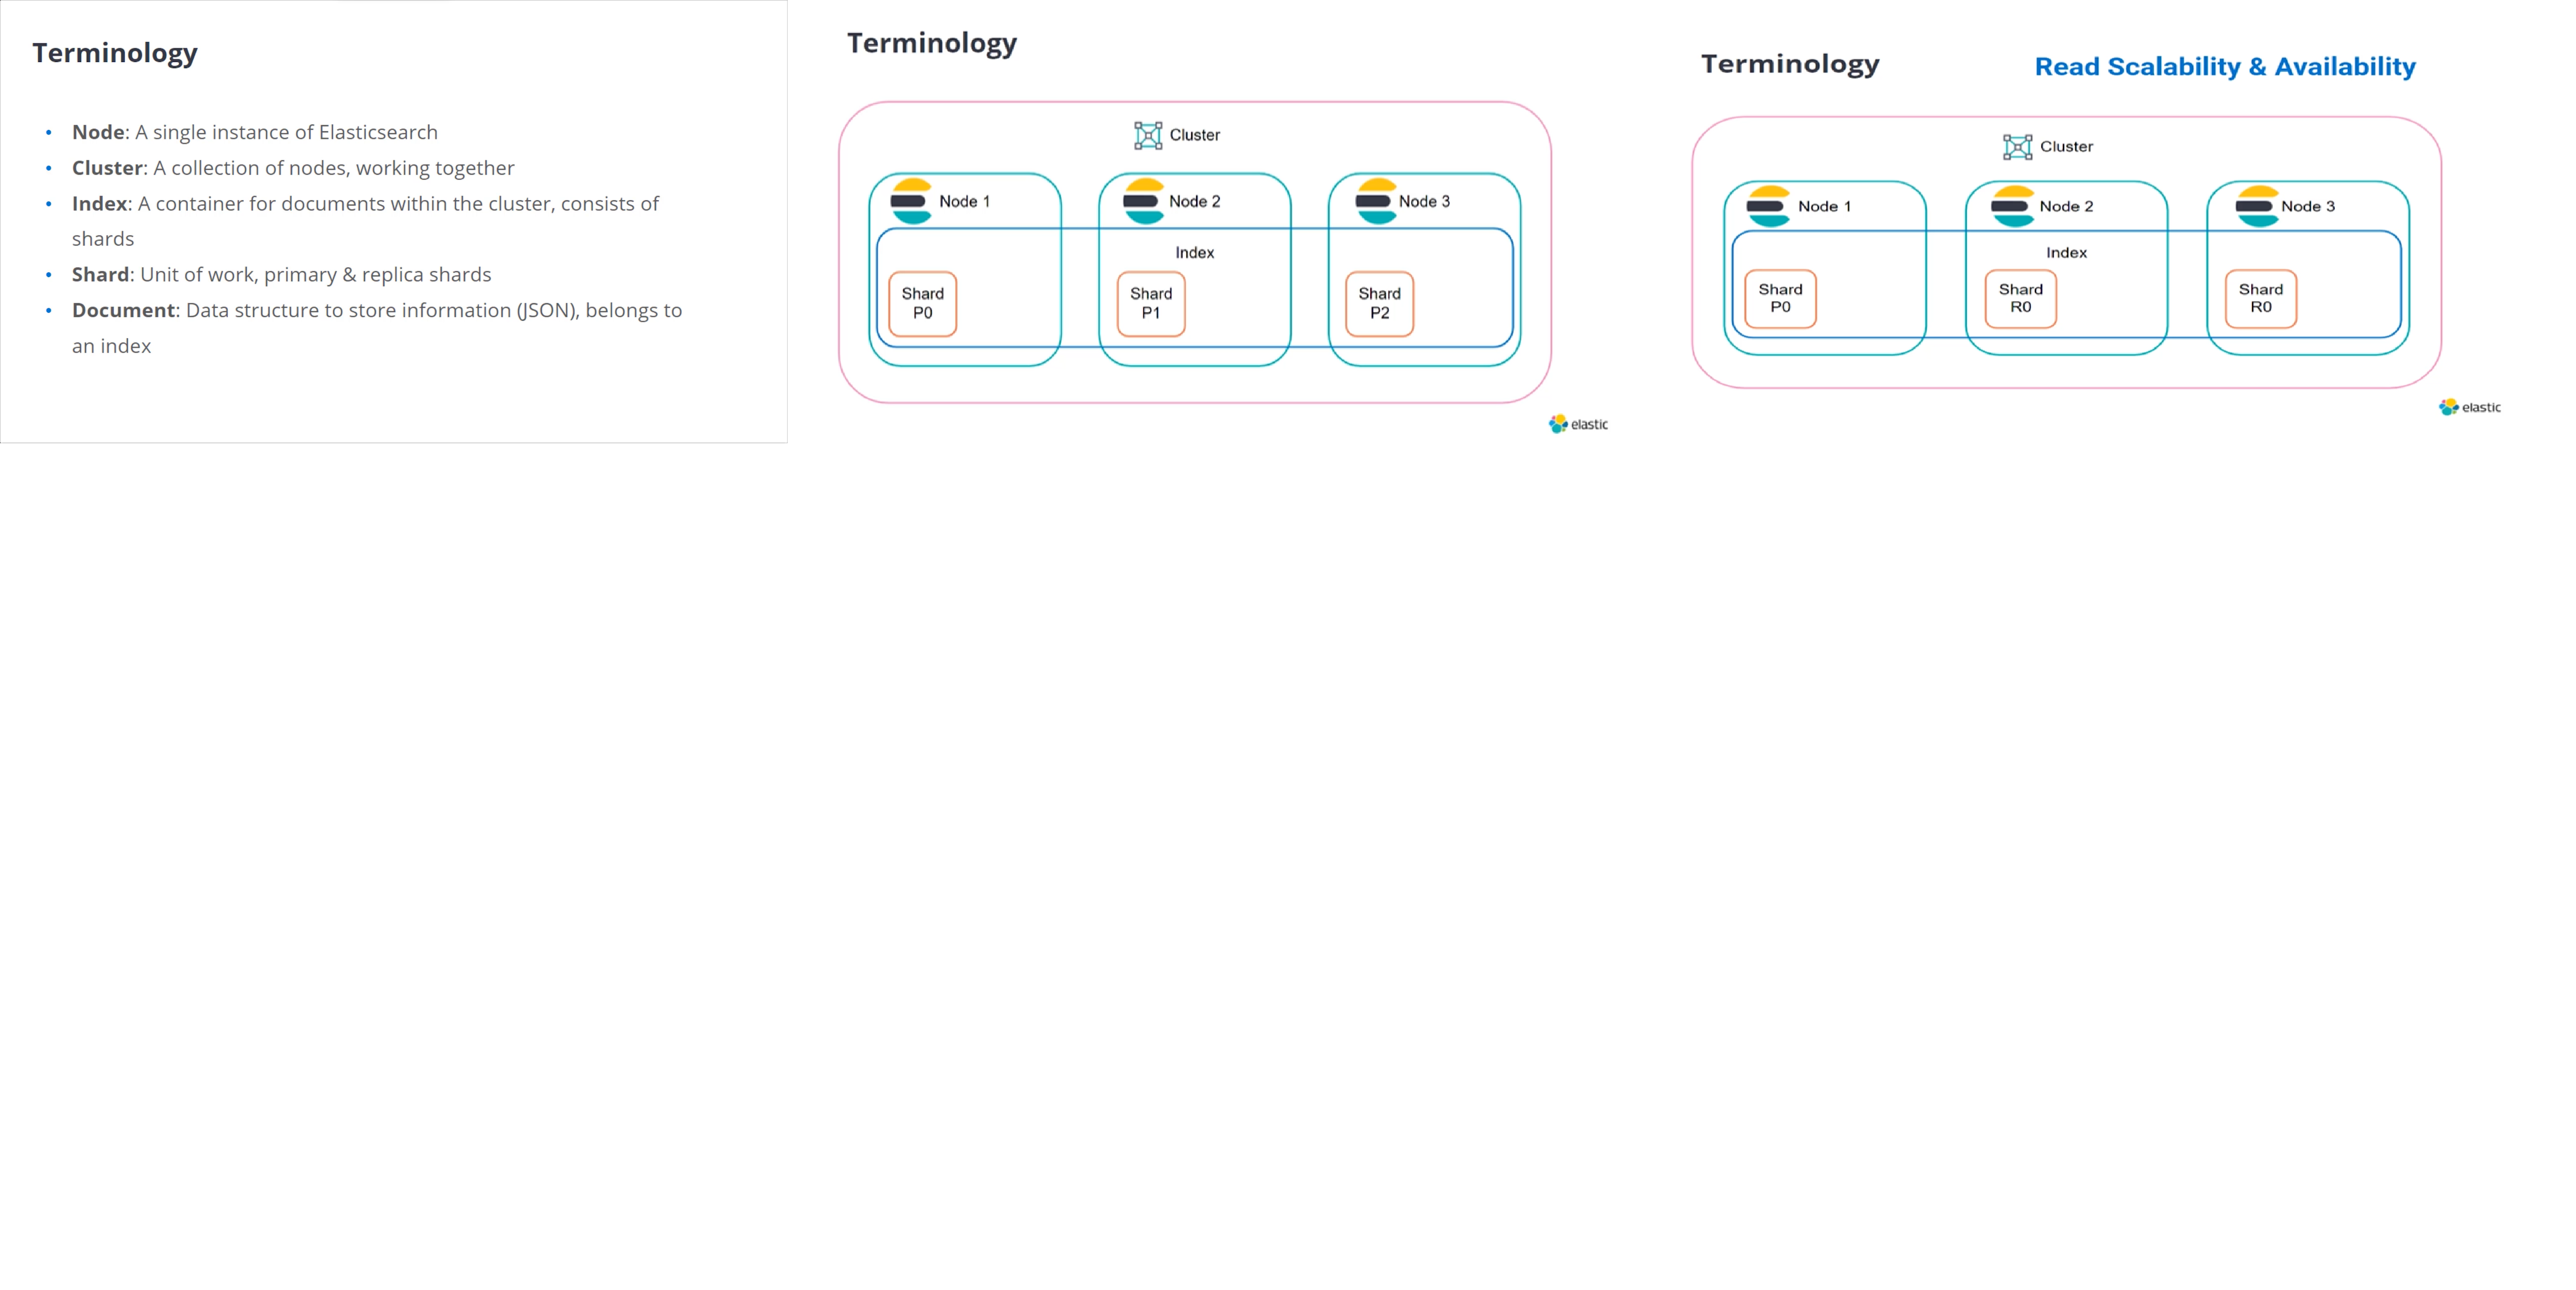 Terminology
• Node: A single instance of Elasticsearch
• Cluster: A collection of nodes, working together
• Index: A container for documents within the cluster, consists of
shards
• Shard: Unit of work, primary & replica shards
• Document: Data structure to store information (JSON), belongs to
an index
Terminology
Cluster
Node 1
Node 2
Node 3
Index
Shard
P0
Shard
P1
Shard
P2
elastic
Terminology
Read Scalability & Availability
Cluster
Node 1
Node 2
Node 3
Index
Shard
P0
Shard
R0
Shard
R0
elastic